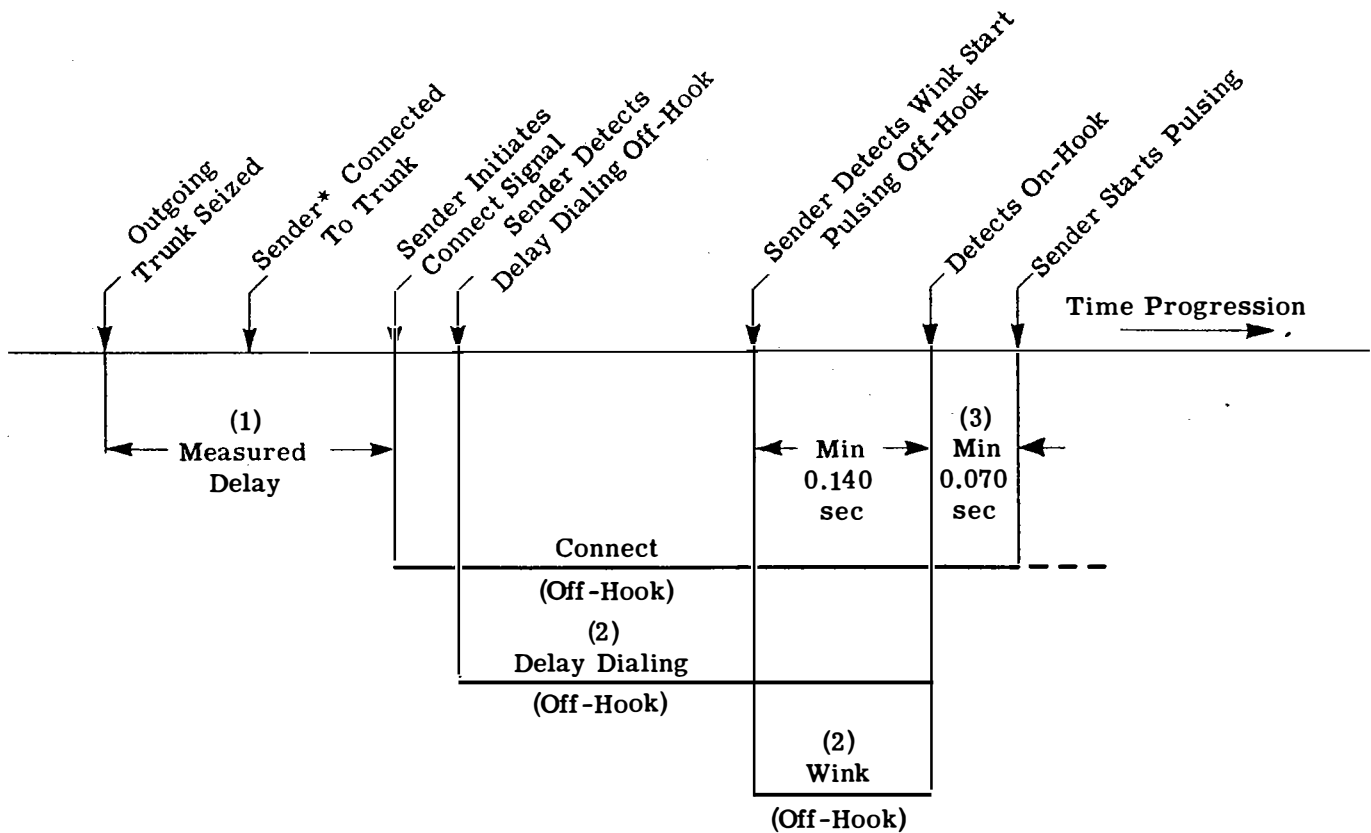 Outgoing
Trunk Seized
Sender* Connected
To Trunk
Sender Initiates
Connect Signal
Sender Detects
Delay Dialing Off-Hook
Sender Detects Wink Start
Pulsing Off-Hook
Detects On-Hook
Sender Starts Pulsing
Time Progression
(1)
Measured
Delay
Min
0.140
sec
(3)
Min
0.070
sec
Connect
(Off-Hook)
(2)
Delay Dialing
(Off-Hook)
(2)
Wink
(Off-Hook)